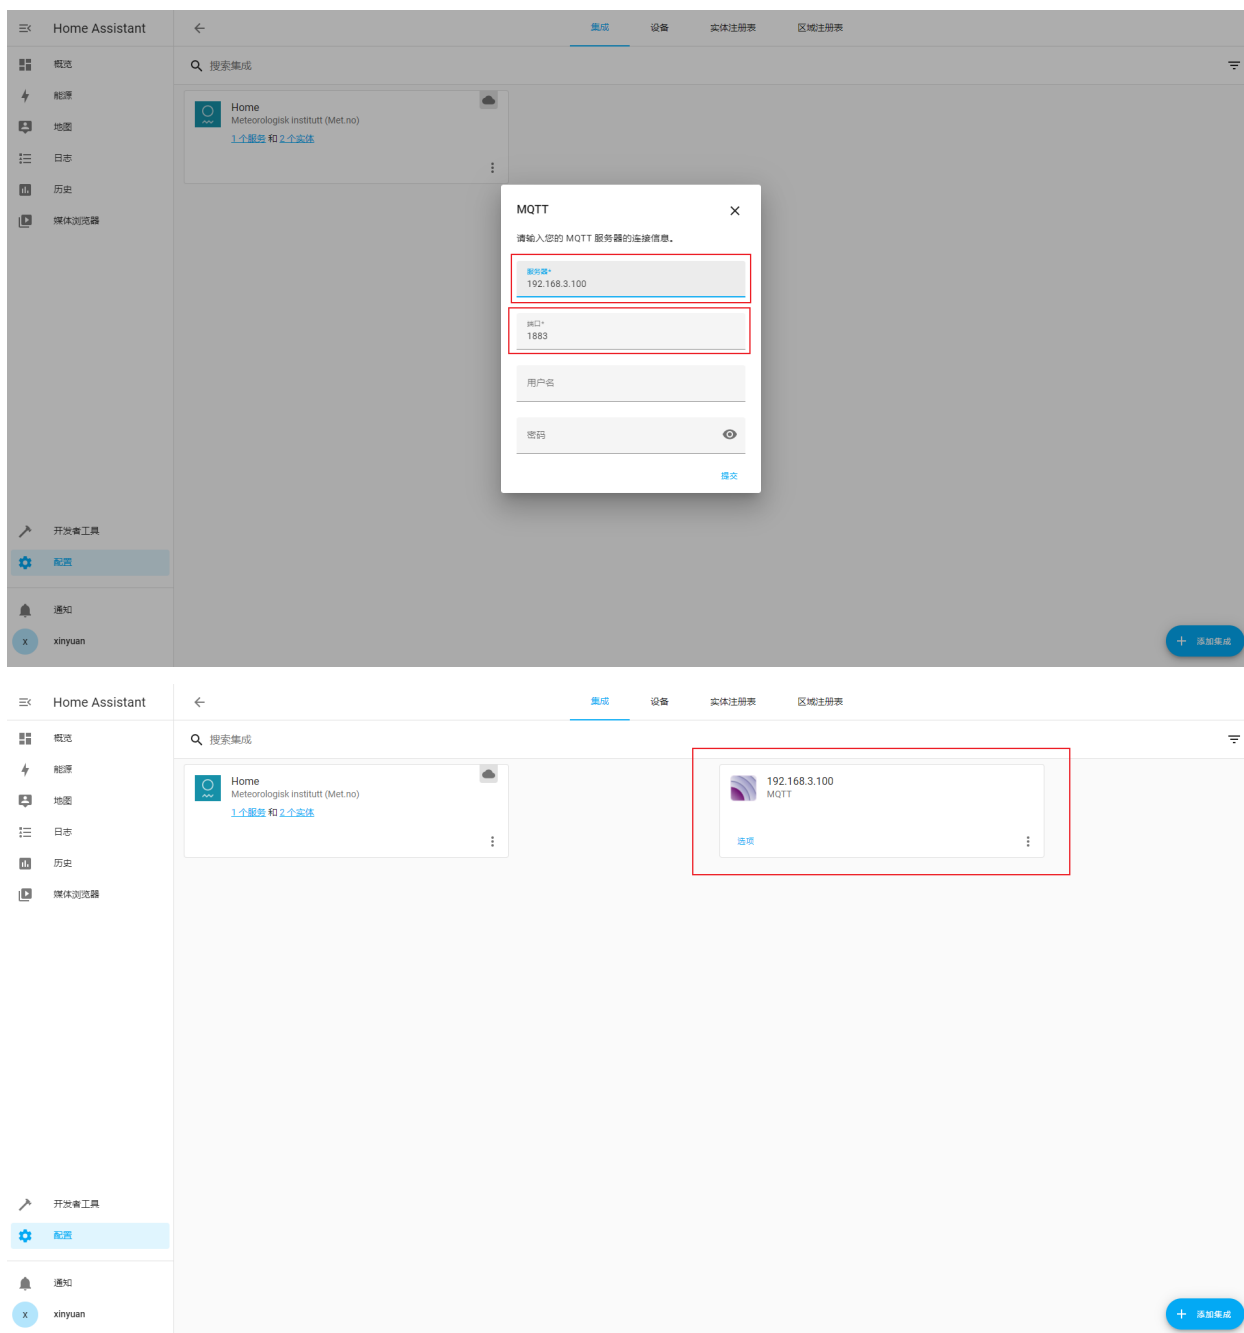 Home Assistant
集成 设备 实体注册表 区域注册表
概览
搜索集成
能源
Home
Meteorologisk institutt (Met.no)
地图
1 个服务 和 2 个实体
日志
历史
媒体浏览器
MQTT
请输入您的 MQTT 服务器的连接信息。
服务器*
192.168.3.100
端口*
1883
用户名
密码
提交
开发者工具
配置
通知
x xinyuan
添加集成
Home Assistant
集成 设备 实体注册表 区域注册表
概览
搜索集成
能源
Home
Meteorologisk institutt (Met.no)
192.168.3.100
MQTT
地图
1 个服务 和 2 个实体
日志
选项
历史
媒体浏览器
开发者工具
配置
通知
x xinyuan
添加集成